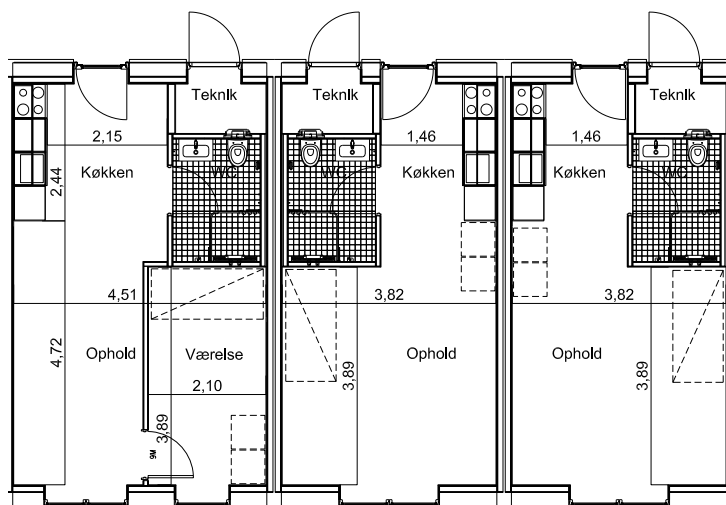 Teknik
Teknik
Teknik
2,15
1,46
1,46
Køkken
WC
WC
Køkken
Køkken
WC
2,44
4,51
3,82
3,82
4,72
Ophold
Værelse
Ophold
Ophold
2,10
3,89
3,89
3,89
9M